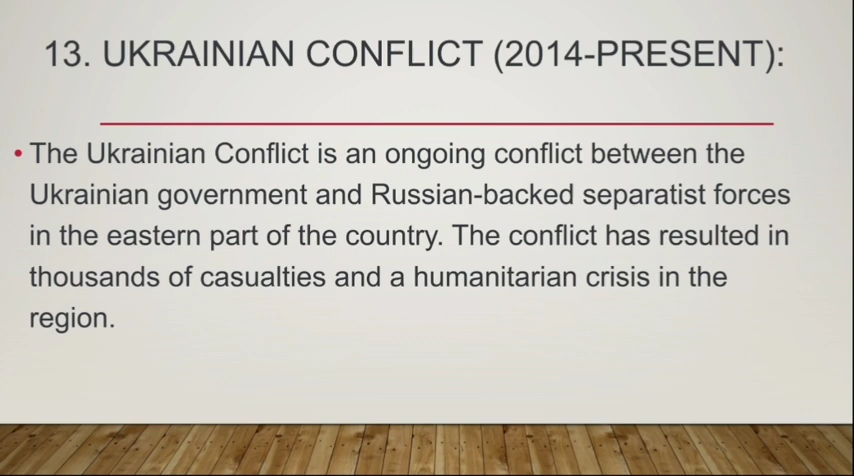 13. UKRAINIAN CONFLICT (2014-PRESENT):
• The Ukrainian Conflict is an ongoing conflict between the
Ukrainian government and Russian-backed separatist forces
in the eastern part of the country. The conflict has resulted in
thousands of casualties and a humanitarian crisis in the
region.